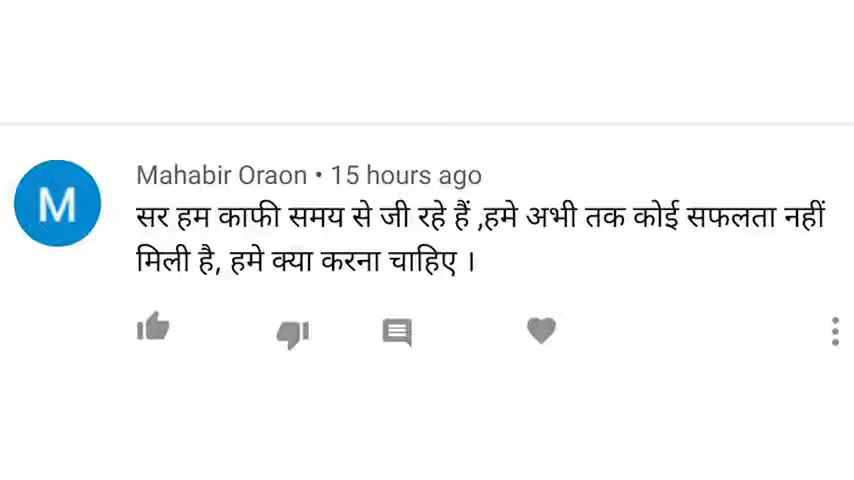 Mahabir Oraon • 15 hours ago
सर हम काफी समय से जी रहे हैं ,हमे अभी तक कोई सफलता नहीं
मिली है, हमे क्या करना चाहिए ।